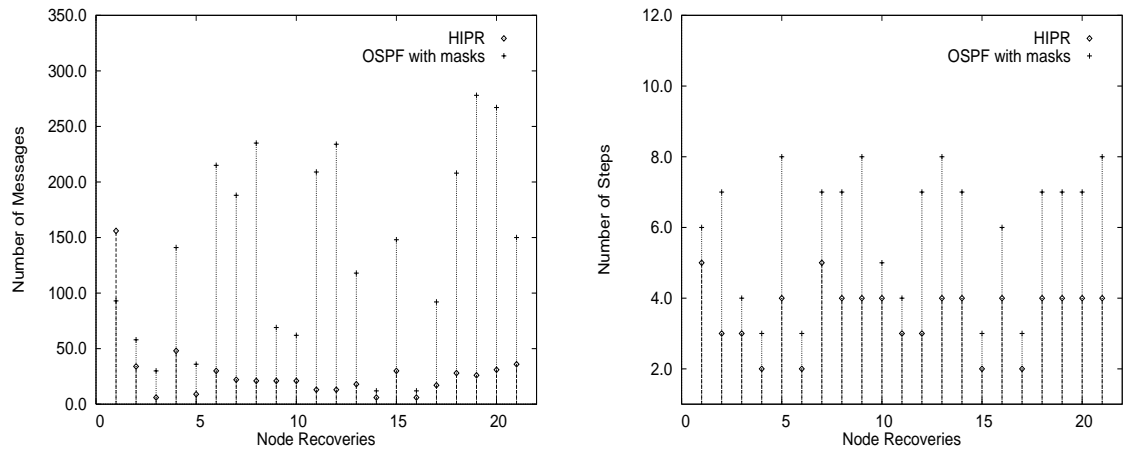 350.0
300.0
250.0
200.0
150.0
100.0
50.0
0.0
Number of Messages
HIPR
OSPF with masks
0 5 10 15 20
Node Recoveries
12.0
10.0
8.0
6.0
4.0
2.0
Number of Steps
HIPR
OSPF with masks
0 5 10 15 20
Node Recoveries